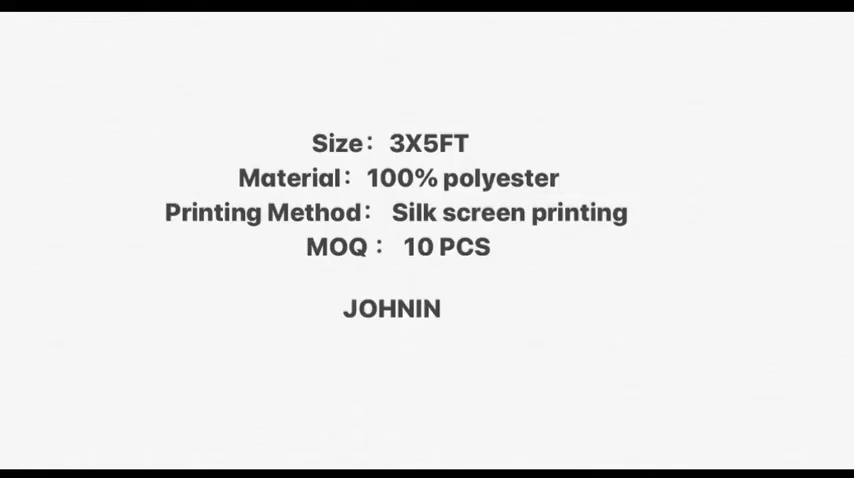 Size： 3X5FT
Material： 100% polyester
Printing Method： Silk screen printing
MOQ： 10 PCS
JOHNIN